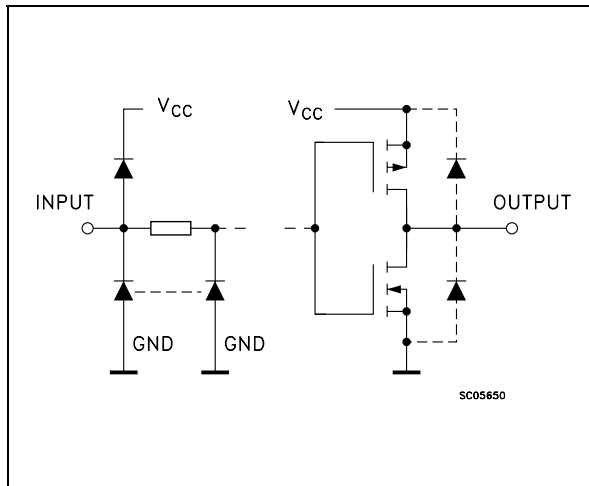 VCC
VCC
INPUT
OUTPUT
GND
GND
SC05650